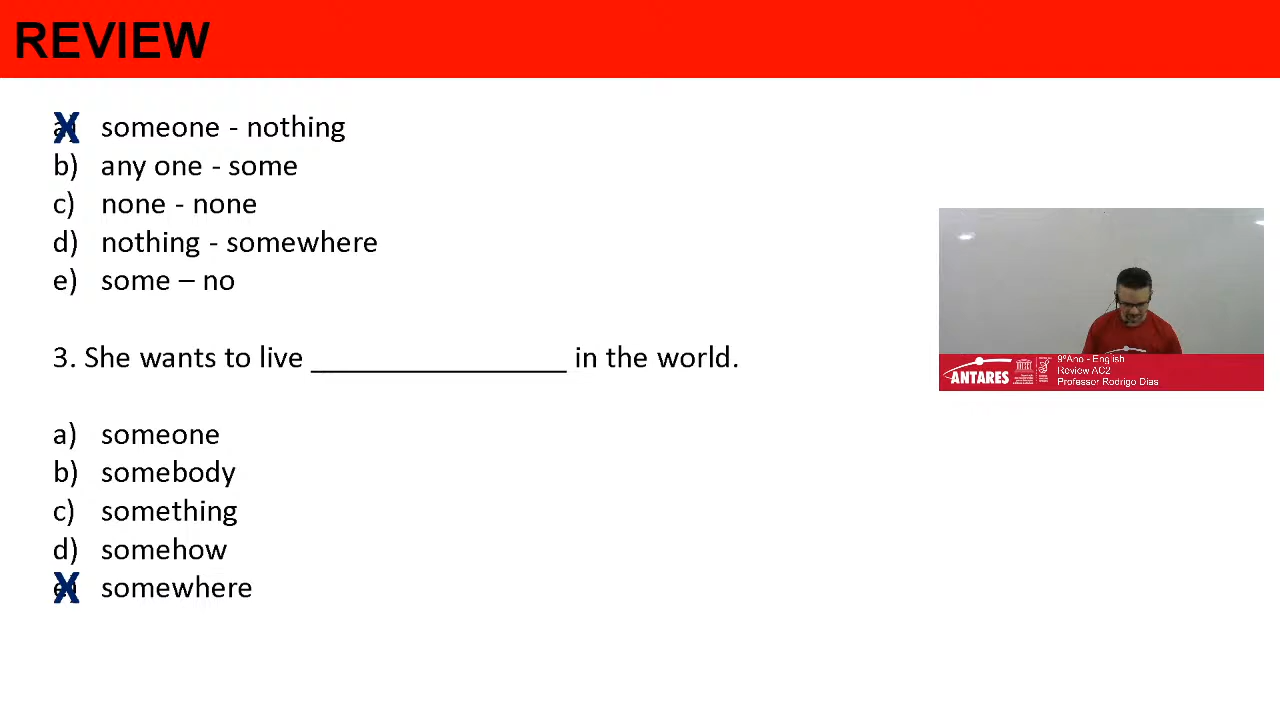 REVIEW
X someone - nothing
b) any one - some
c) none - none
d) nothing - somewhere
e) some – no
3. She wants to live ________________ in the world.
a) someone
b) somebody
c) something
d) somehow
X somewhere
ANTARES
9ºAno - English
Review AC2
Professor Rodrigo Dias